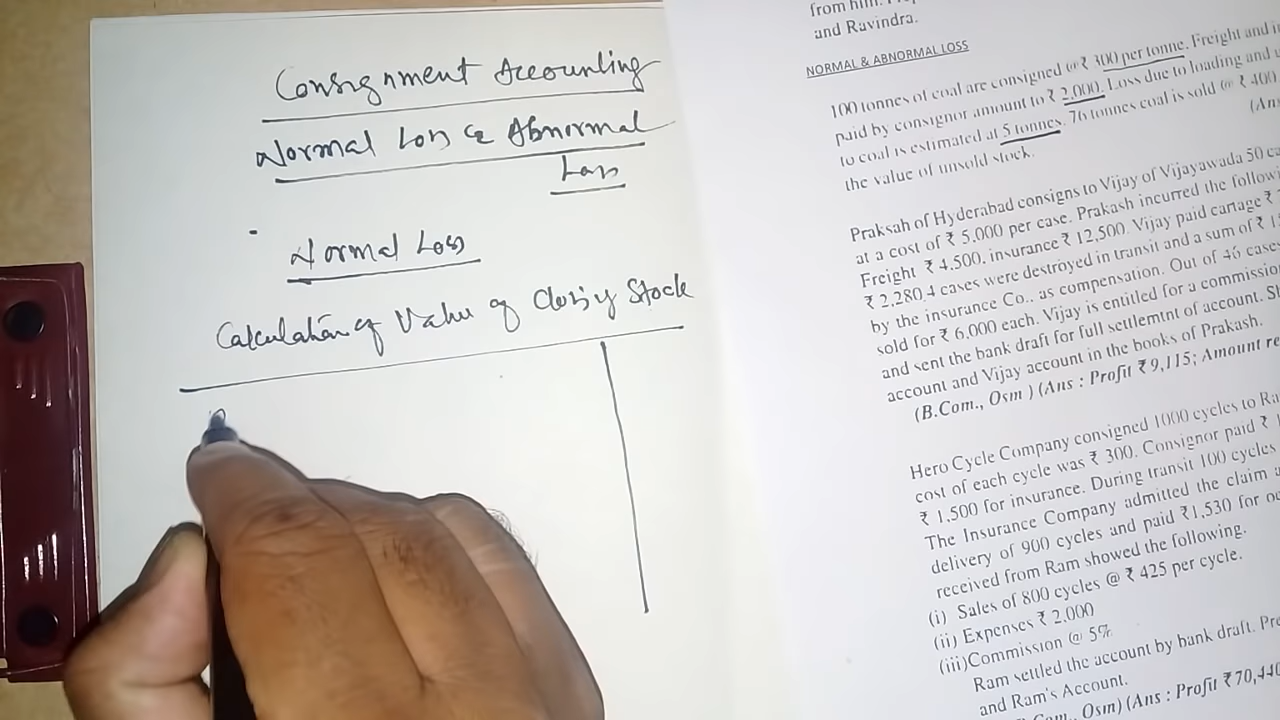 Consignment Accounting
Normal Loss & Abnormal
Loss
Normal Loss
Calculation of Value of Closing Stock
from him.
and Ravindra.
NORMAL & ABNORMAL LOSS
100 tonnes of coal are consigned @ ₹ 300 per tonne. Freight and
paid by consignor amount to ₹ 2,000. Loss due to loading and
to coal is estimated at 5 tonnes. 76 tonnes coal is sold @ ₹ 400
the value of unsold stock.
Praksah of Hyderabad consigns to Vijay of Vijayawada 50
at a cost of ₹ 5,000 per case. Prakash incurred the
Freight ₹ 4,500, insurance ₹ 12,500. Vijay paid cartage ₹
₹ 2,280.4 cases were destroyed in transit and a sum of ₹
by the insurance Co., as compensation. Out of 46
sold for ₹ 6,000 each. Vijay is entitled for a
and sent the bank draft for full settlemtnt of account.
account and Vijay account in the books of Prakash.
(B.Com., Osm ) (Ans : Profit ₹ 9,115; Amount
Hero Cycle Company consigned 1000 cycles to
cost of each cycle was ₹ 300. Consignor paid ₹
₹ 1,500 for insurance. During transit 100 cycles
The Insurance Company admitted the claim
delivery of 900 cycles and paid ₹1,530 for
received from Ram showed the following.
(i) Sales of 800 cycles @ ₹ 425 per cycle.
(ii) Expenses ₹ 2,000
(iii)Commission @ 5%
Ram settled the account by bank draft.
and Ram's Account.
Osm) (Ans : Profit ₹70,440